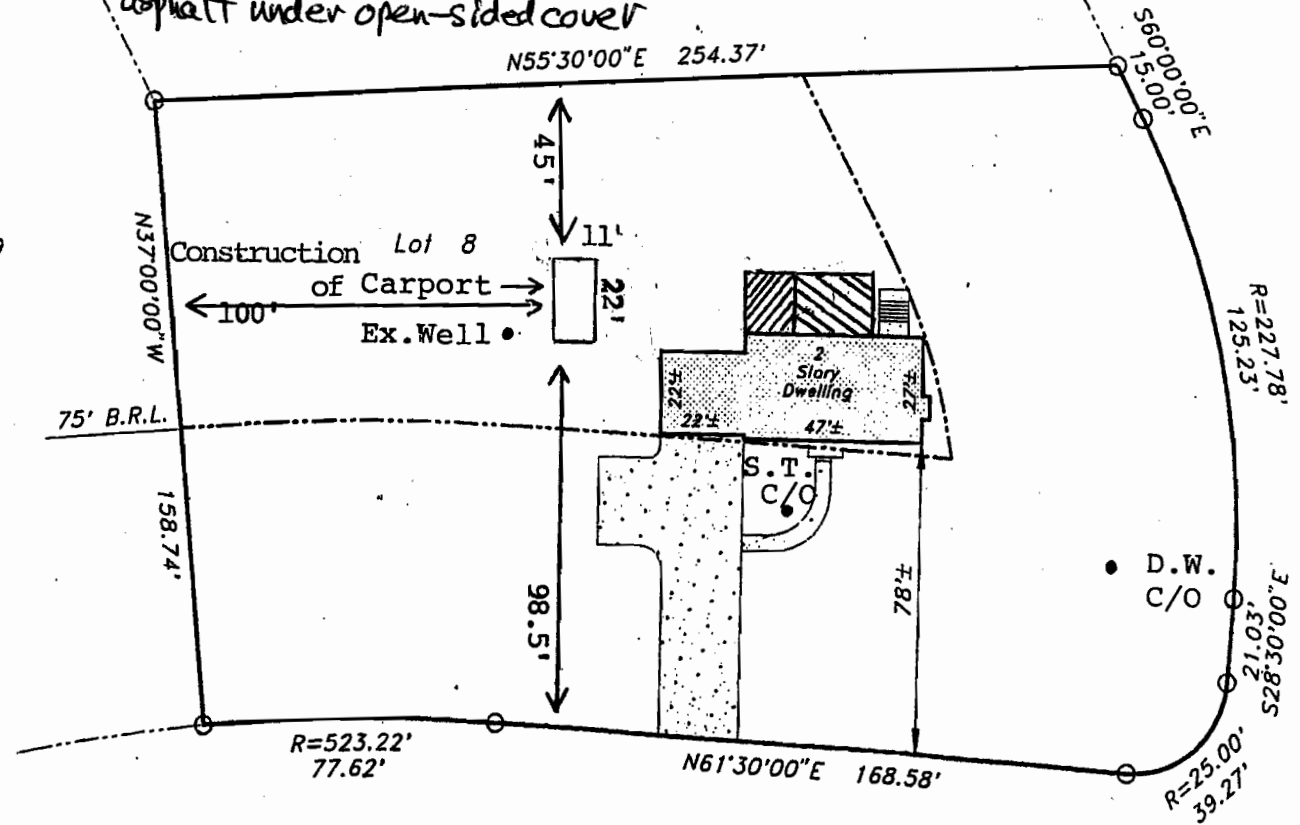 asphalt under open-sided cover
N55°30'00"E 254.37'
S60°00'00"E
15.00'
45'
N37°00'00"W
Construction Lot 8
of Carport
11'
22'
100'
Ex.Well
R=227.78'
125.23'
2
Story
Dwelling
22'±
22'±
47'±
27'±
75' B.R.L.
158.74'
S.T.
C/O
98.5'
78'±
D.W.
C/O
S28°30'00"E
21.03'
R=523.22'
77.62'
N61°30'00"E 168.58'
R=25.00'
39.27'